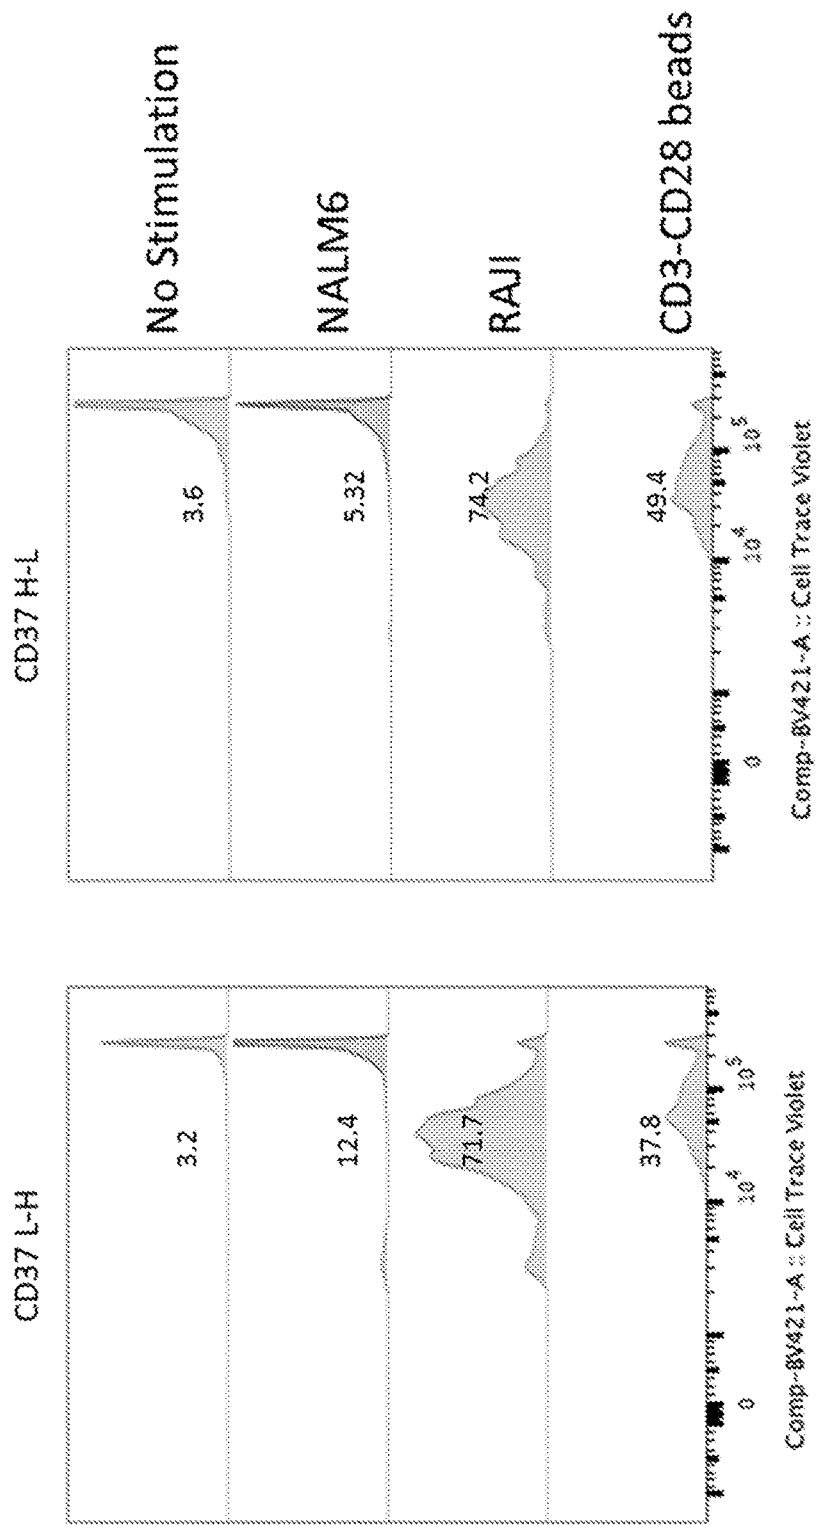 CD37 L-H
3.2
12.4
71.7
37.8
0
10^4
10^5
Comp-BV421-A :: Cell Trace Violet
CD37 H-L
3.6
5.32
74.2
49.4
0
10^4
10^5
Comp-BV421-A :: Cell Trace Violet
No Stimulation
NALM6
RAJI
CD3-CD28 beads